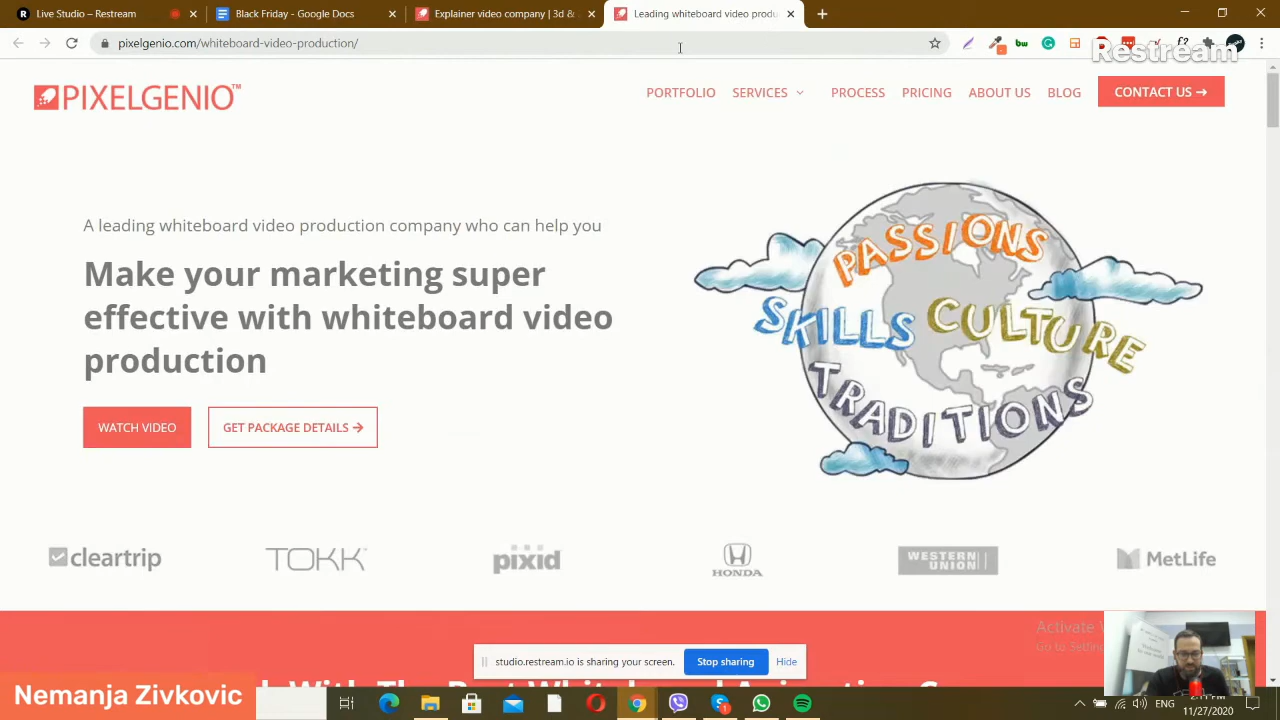 Live Studio - Restream
Black Friday - Google Docs
Explainer video company | 3d &
Leading whiteboard video produ
pixelgenio.com/whiteboard-video-production/
Restream
PIXELGENIO™
PORTFOLIO
SERVICES
PROCESS
PRICING
ABOUT US
BLOG
CONTACT US →
A leading whiteboard video production company who can help you
Make your marketing super
effective with whiteboard video
production
WATCH VIDEO
GET PACKAGE DETAILS →
PASSIONS
SKILLS
CULTURE
TRADITIONS
cleartrip
TOKK
pixid
HONDA
WESTERN
UNION
MetLife
Activate
studio.restream.io is sharing your screen.
Stop sharing
Hide
Nemanja Zivkovic
ENG
11/27/2020